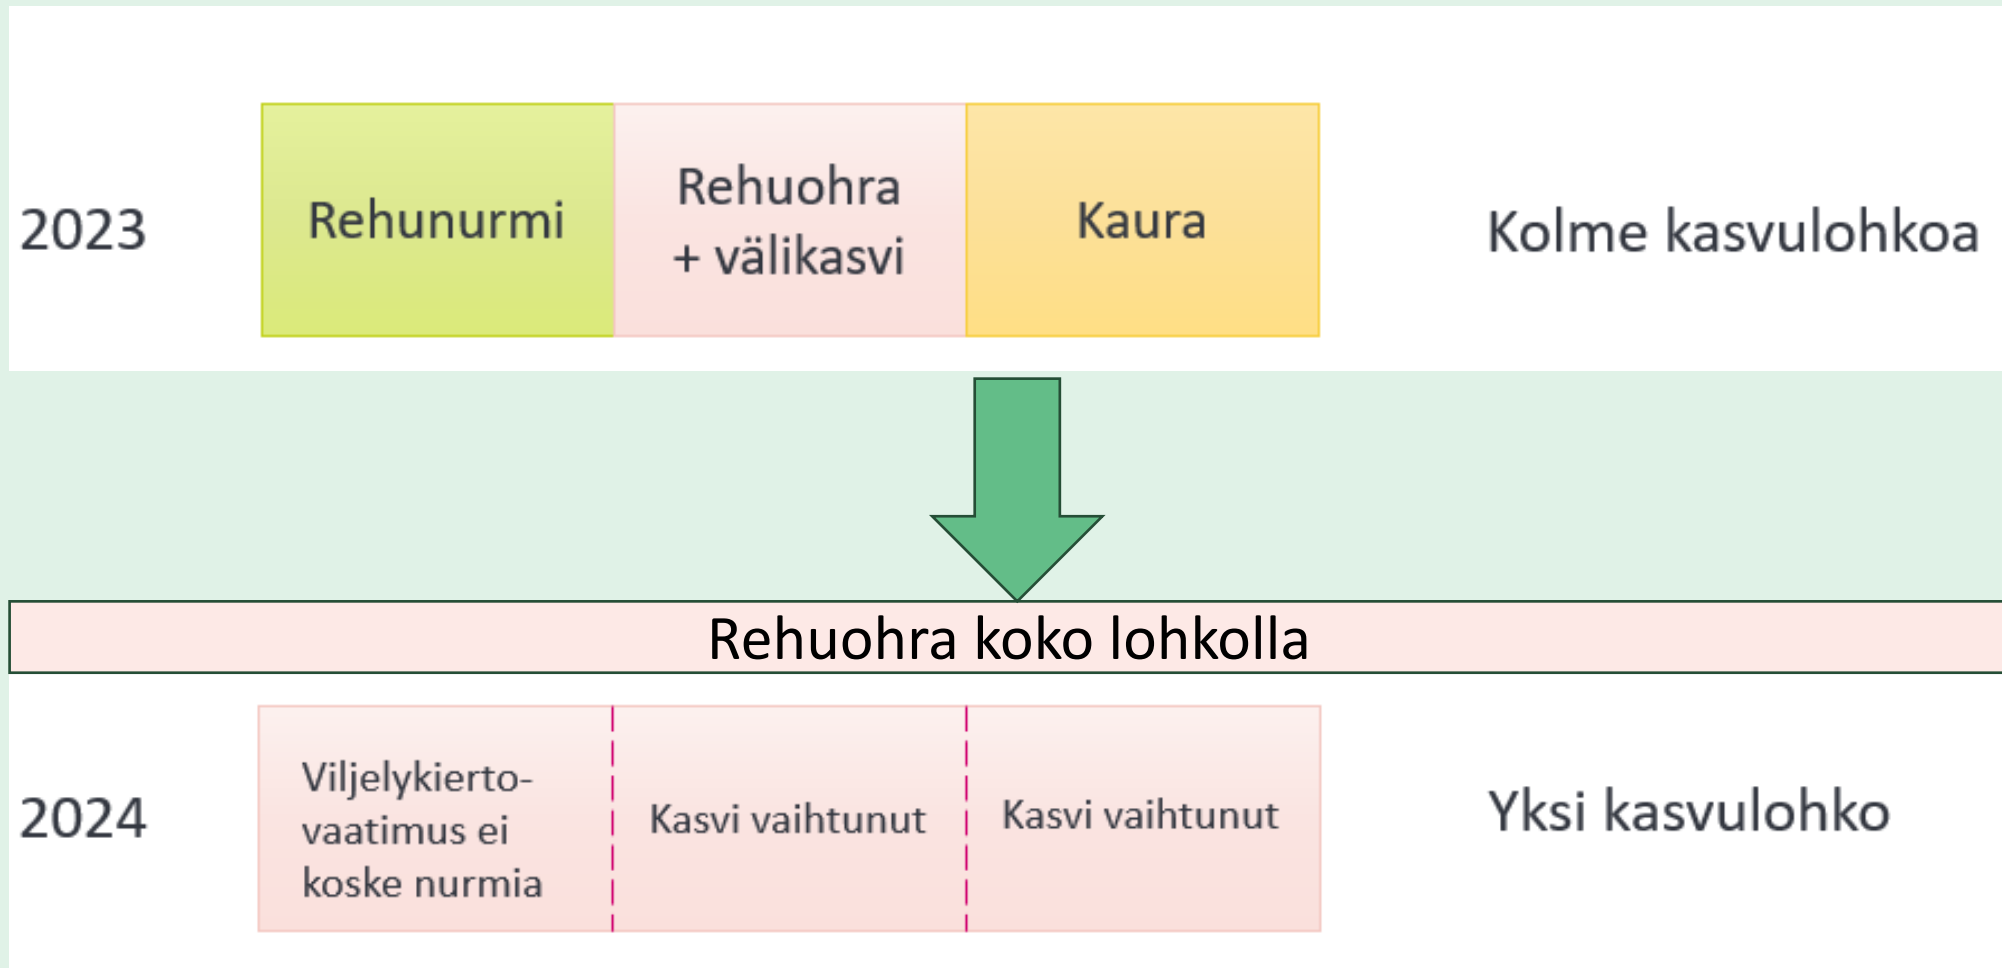 2023
Rehunurmi
Rehuohra
+ välikasvi
Kaura
Kolme kasvulohkoa
Rehuohra koko lohkolla
2024
Viljelykierto-
vaatimus ei
koske nurmia
Kasvi vaihtunut
Kasvi vaihtunut
Yksi kasvulohko